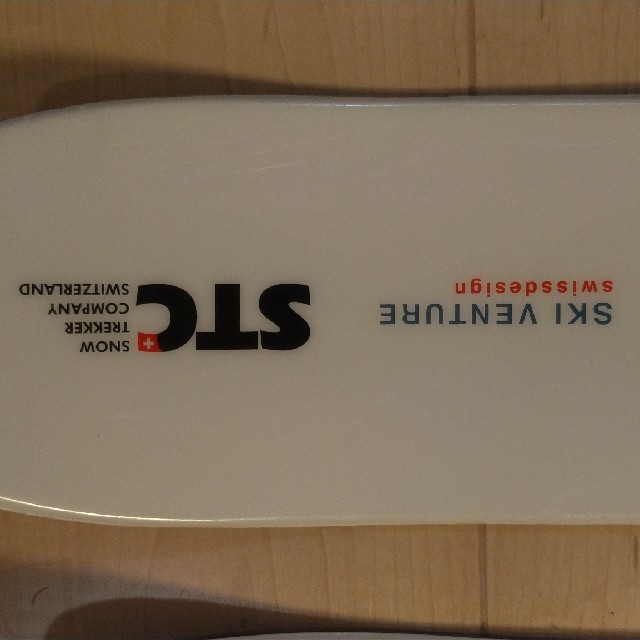 SKI VENTURE
swissdesign
STC
SNOW
TREKKER
COMPANY
SWITZERLAND